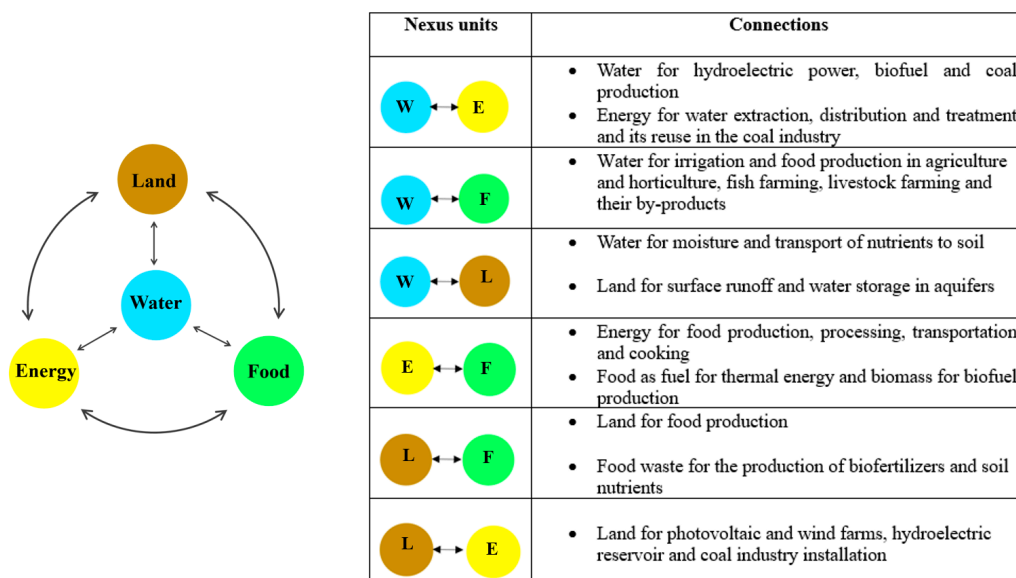 Land
Water
Energy
Food
Nexus units
Connections
W
E
• Water for hydroelectric power, biofuel and coal
production
• Energy for water extraction, distribution and treatment
and its reuse in the coal industry
W
F
• Water for irrigation and food production in agriculture
and horticulture, fish farming, livestock farming and
their by-products
W
L
• Water for moisture and transport of nutrients to soil
• Land for surface runoff and water storage in aquifers
E
F
• Energy for food production, processing, transportation
and cooking
• Food as fuel for thermal energy and biomass for biofuel
production
L
F
• Land for food production
• Food waste for the production of biofertilizers and soil
nutrients
L
E
• Land for photovoltaic and wind farms, hydroelectric
reservoir and coal industry installation